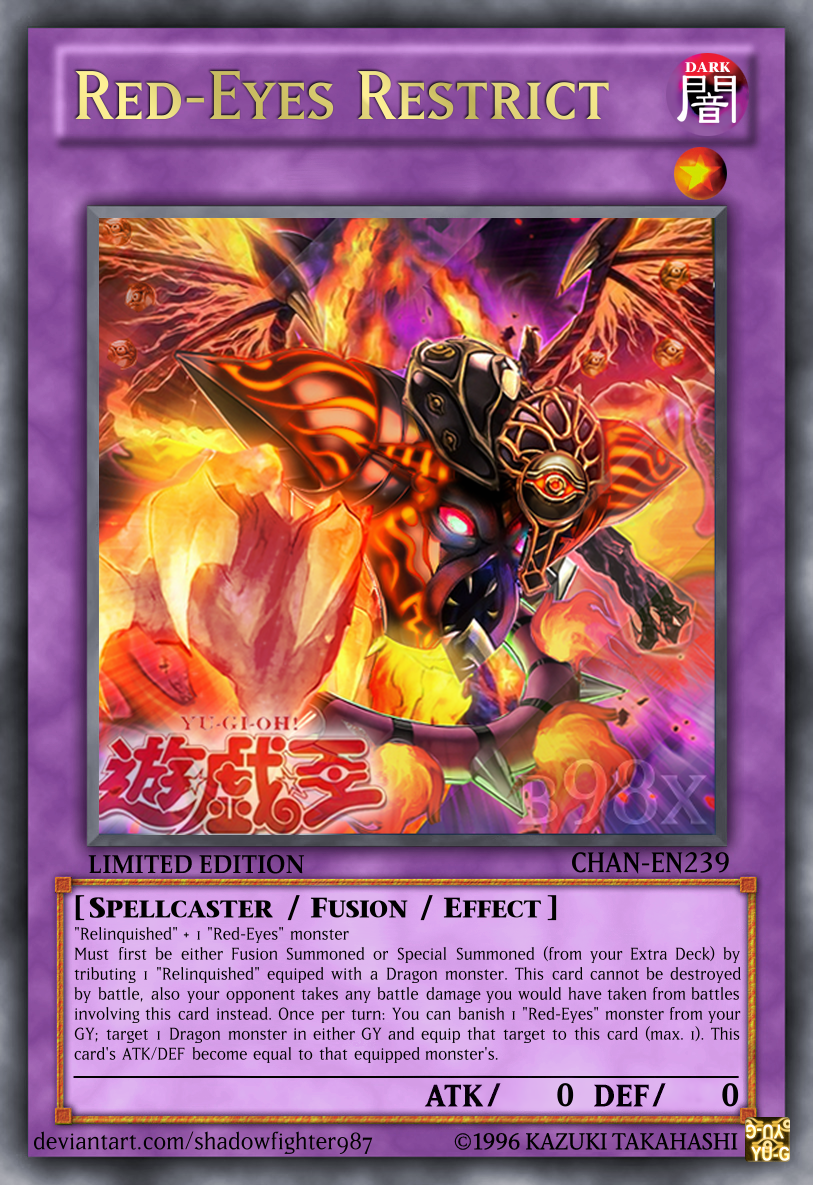 Red-Eyes Restrict
DARK
闇
YU-GI-OH!
遊戯王
B98X
LIMITED EDITION
CHAN-EN239
[ Spellcaster / Fusion / Effect ]
"Relinquished" + 1 "Red-Eyes" monster
Must first be either Fusion Summoned or Special Summoned (from your Extra Deck) by
tributing 1 "Relinquished" equiped with a Dragon monster. This card cannot be destroyed
by battle, also your opponent takes any battle damage you would have taken from battles
involving this card instead. Once per turn: You can banish 1 "Red-Eyes" monster from your
GY; target 1 Dragon monster in either GY and equip that target to this card (max. 1). This
card's ATK/DEF become equal to that equipped monster's.
ATK/ 0 DEF/ 0
deviantart.com/shadowfighter987
©1996 KAZUKI TAKAHASHI